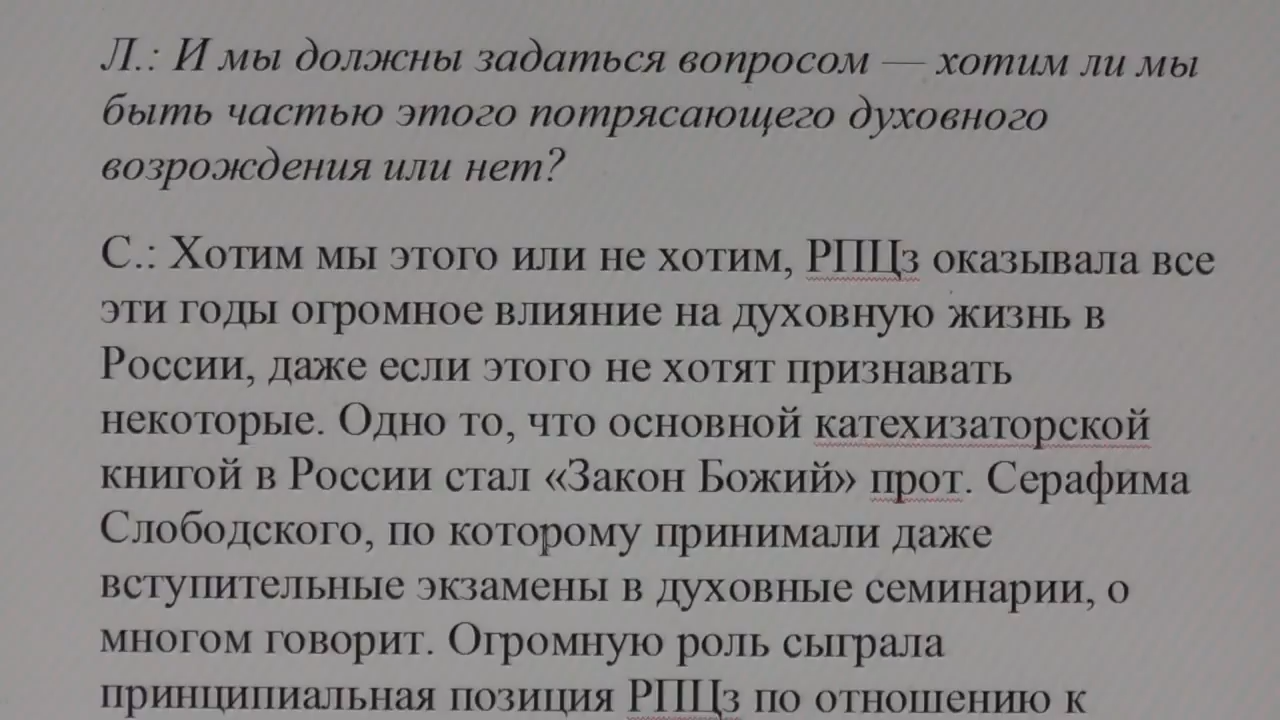 Л.: И мы должны задаться вопросом — хотим ли мы
быть частью этого потрясающего духовного
возрождения или нет?
С.: Хотим мы этого или не хотим, РПЦз оказывала все
эти годы огромное влияние на духовную жизнь в
России, даже если этого не хотят признавать
некоторые. Одно то, что основной катехизаторской
книгой в России стал «Закон Божий» прот. Серафима
Слободского, по которому принимали даже
вступительные экзамены в духовные семинарии, о
многом говорит. Огромную роль сыграла
принципиальная позиция РПЦз по отношению к